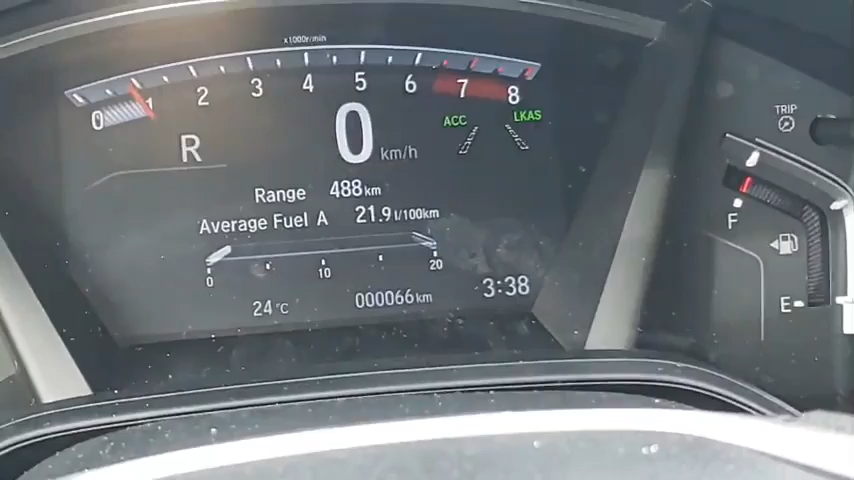 x1000r/min
0 1 2 3 4 5 6 7 8
R
0 km/h
ACC LKAS
Range 488 km
Average Fuel A 21.9 l/100km
0 10 20
24 °C 000066 km 3:38
TRIP
F
E